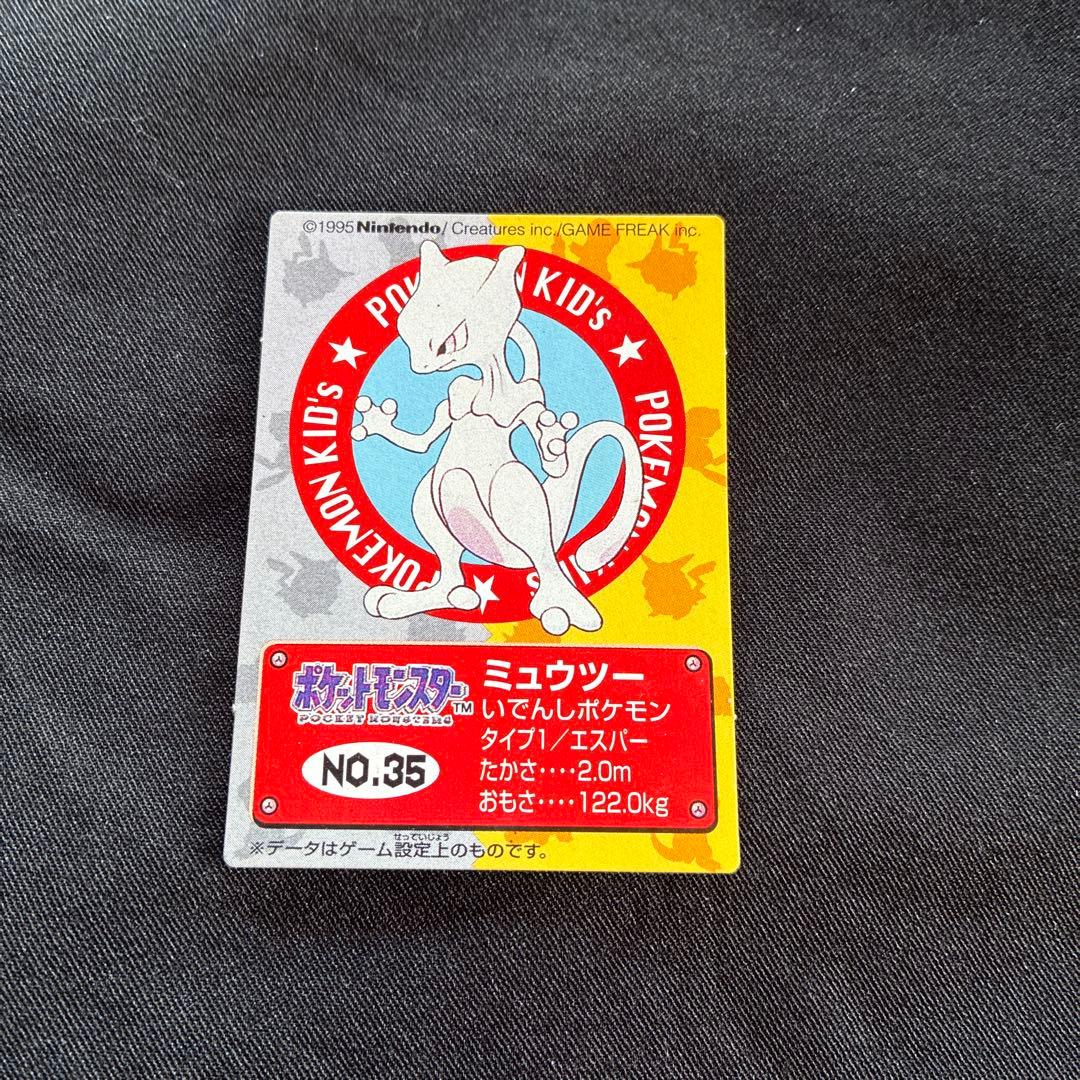 ©1995 Nintendo/Creatures inc./GAME FREAK inc.
POKEMON KID's
POKEMON KID's
ポケットモンスター™
POCKET MONSTERS
NO.35
ミュウツー
いでんしポケモン
タイプ1/エスパー
たかさ‥‥2.0m
おもさ‥‥122.0kg
せっていじょう
※データはゲーム設定上のものです。